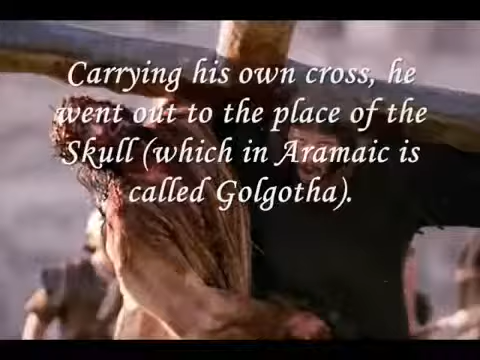 Carrying his own cross, he
went out to the place of the
Skull (which in Aramaic is
called Golgotha).